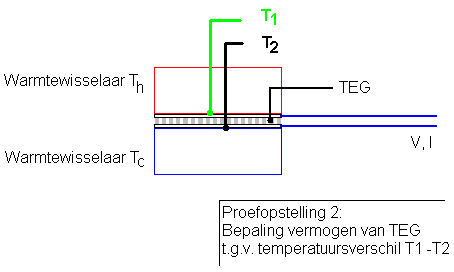 T1
T2
Warmtewisselaar Th
TEG
V, I
Warmtewisselaar Tc
Proefopstelling 2:
Bepaling vermogen van TEG
t.g.v. temperatuursverschil T1 -T2